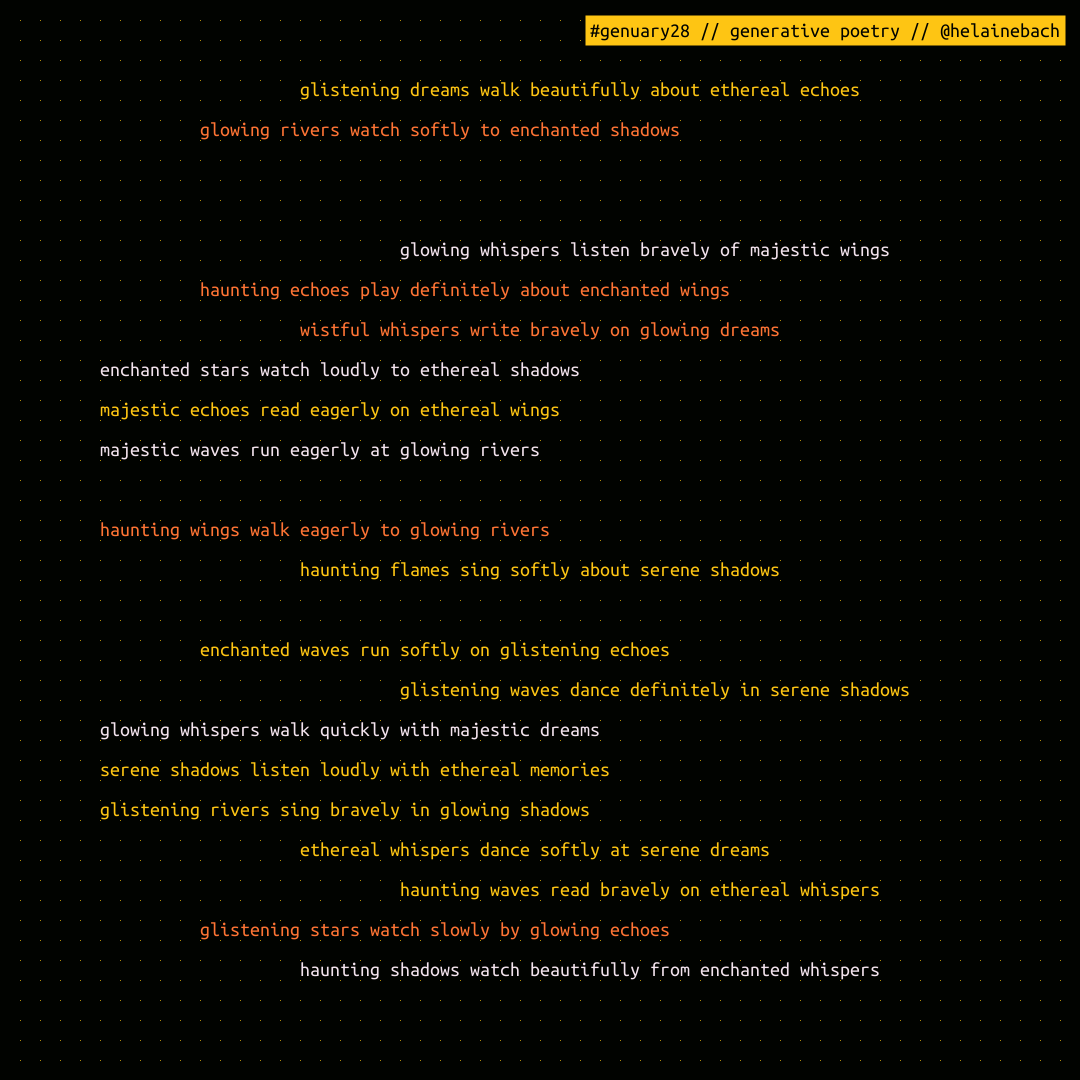 #genuary28 // generative poetry // @helainebach
glistening dreams walk beautifully about ethereal echoes
glowing rivers watch softly to enchanted shadows
glowing whispers listen bravely of majestic wings
haunting echoes play definitely about enchanted wings
wistful whispers write bravely on glowing dreams
enchanted stars watch loudly to ethereal shadows
majestic echoes read eagerly on ethereal wings
majestic waves run eagerly at glowing rivers
haunting wings walk eagerly to glowing rivers
haunting flames sing softly about serene shadows
enchanted waves run softly on glistening echoes
glistening waves dance definitely in serene shadows
glowing whispers walk quickly with majestic dreams
serene shadows listen loudly with ethereal memories
glistening rivers sing bravely in glowing shadows
ethereal whispers dance softly at serene dreams
haunting waves read bravely on ethereal whispers
glistening stars watch slowly by glowing echoes
haunting shadows watch beautifully from enchanted whispers